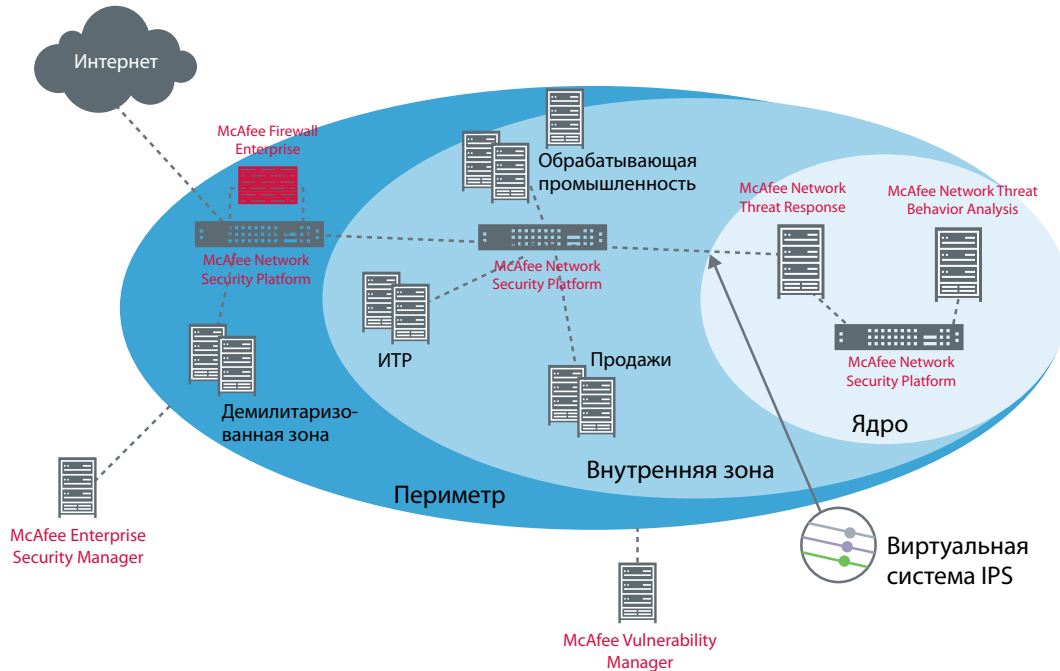 Интернет
McAfee Firewall
Enterprise
McAfee Network
Security Platform
Демилитаризо-
ванная зона
Обрабатывающая
промышленность
McAfee Network
Security Platform
ИТР
Продажи
McAfee Network
Threat Response
McAfee Network Threat
Behavior Analysis
McAfee Network
Security Platform
Ядро
Внутренняя зона
Периметр
McAfee Enterprise
Security Manager
McAfee Vulnerability
Manager
Виртуальная
система IPS